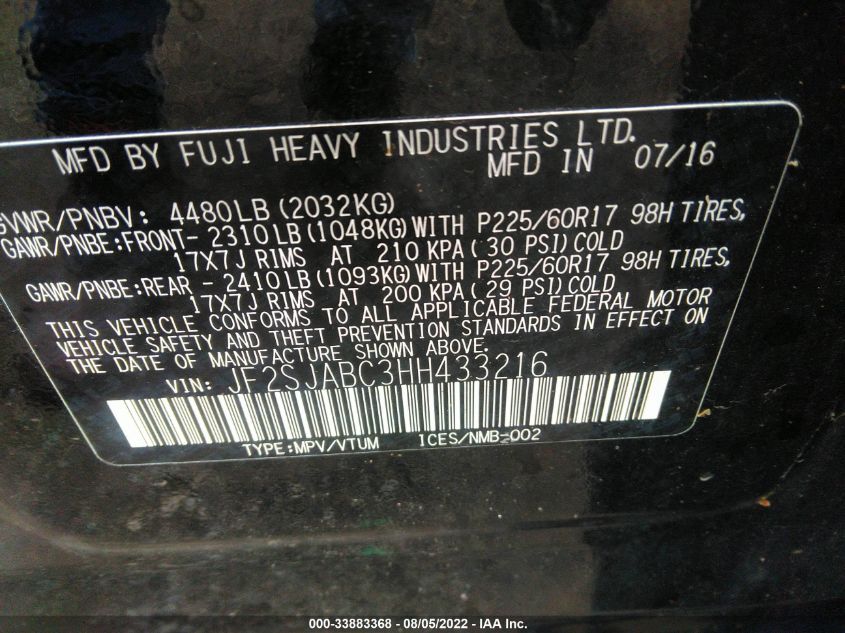 MFD BY FUJI HEAVY INDUSTRIES LTD.
MFD IN 07/16
GVWR/PNBV: 4480LB (2032KG)
GAWR/PNBE:FRONT- 2310LB (1048KG) WITH P225/60R17 98H TIRES,
17X7J RIMS AT 210 KPA (30 PSI) COLD
GAWR/PNBE:REAR - 2410LB (1093KG) WITH P225/60R17 98H TIRES,
17X7J RIMS AT 200 KPA (29 PSI) COLD
THIS VEHICLE CONFORMS TO ALL APPLICABLE FEDERAL MOTOR
VEHICLE SAFETY AND THEFT PREVENTION STANDARDS IN EFFECT ON
THE DATE OF MANUFACTURE SHOWN ABOVE.
VIN: JF2SJABC3HH433216
TYPE:MPV/VTUM ICES/NMB-002
000-33883368 - 08/05/2022 - IAA Inc.